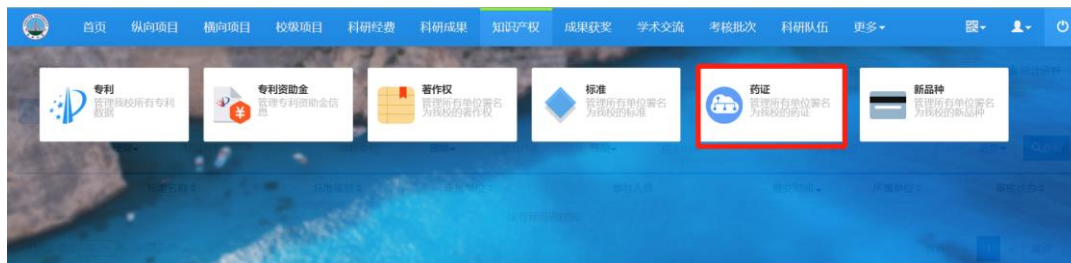 首页 纵向项目 横向项目 校级项目 科研经费 科研成果 知识产权 成果获奖 学术交流 考核批次 科研队伍 更多
专利
管理我校所有专利
数据
专利资助金
管理专利资助金信
息
著作权
管理所有单位署名
为我校的著作权
标准
管理所有单位署名
为我校的标准
药证
管理所有单位署名
为我校的药证
新品种
管理所有单位署名
为我校的新品种